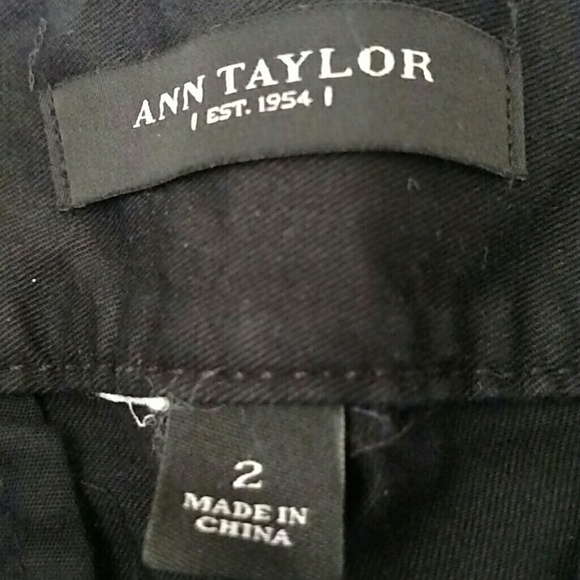 ANN TAYLOR
| EST. 1954 |
2
MADE IN
CHINA